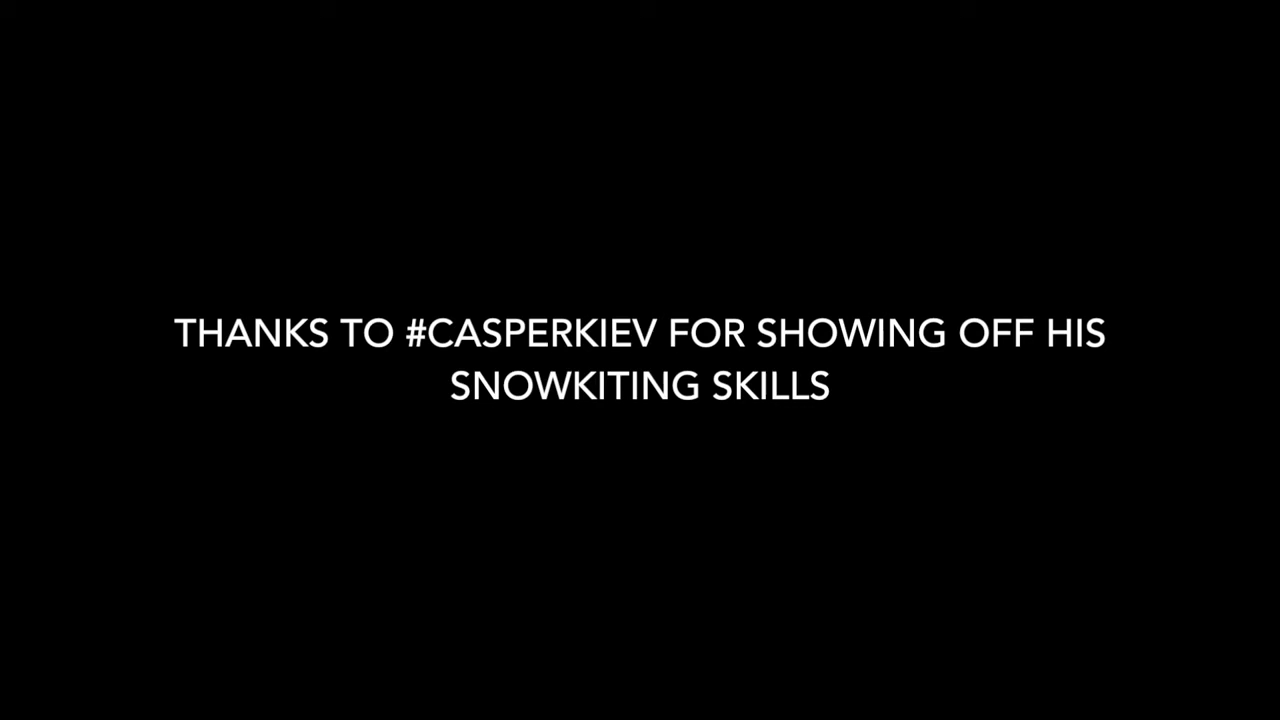 THANKS TO #CASPERKIEV FOR SHOWING OFF HIS
SNOWKITING SKILLS